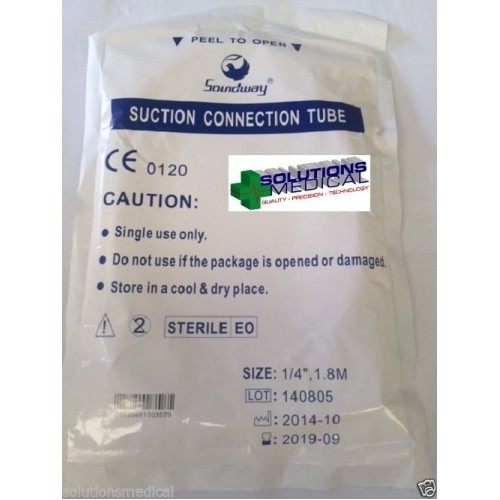 PEEL TO OPEN
Soundway®
SUCTION CONNECTION TUBE
CE 0120
SOLUTIONS
MEDICAL
QUALITY - PRECISION - TECHNOLOGY
CAUTION:
• Single use only.
• Do not use if the package is opened or damaged.
• Store in a cool & dry place.
2 STERILE EO
SIZE: 1/4",1.8M
LOT: 140805
2014-10
2019-09
solutionsmedical